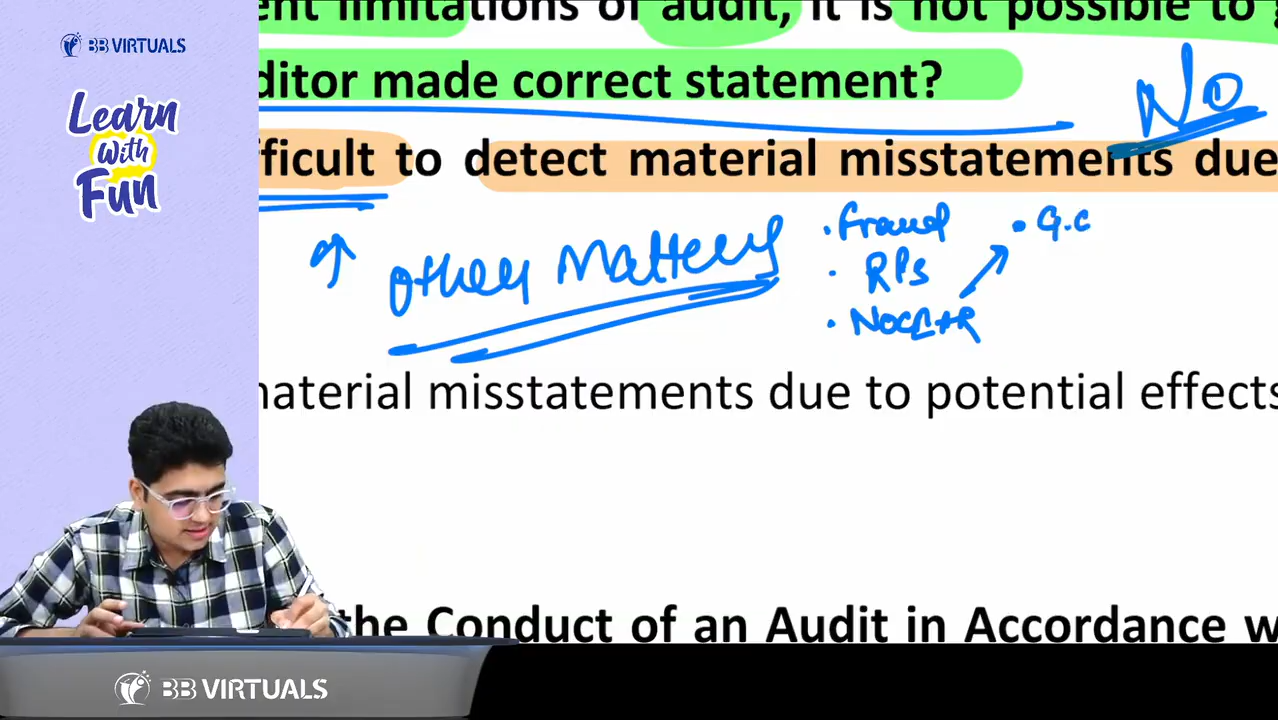 BB VIRTUALS
Learn
With
Fun
ent limitations of audit, it is not possible to g
ditor made correct statement?
No
fficult to detect material misstatements due
↑ Other Matters
• Fraud
• RPs
• NOCLAR
• G.C
material misstatements due to potential effects
the Conduct of an Audit in Accordance w
BB VIRTUALS